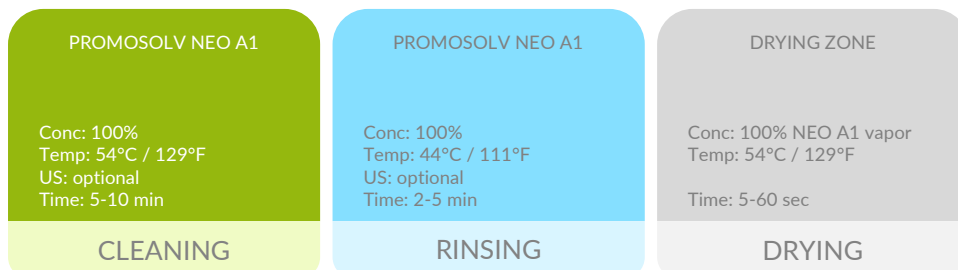 PROMOSOLV NEO A1
Conc: 100%
Temp: 54°C / 129°F
US: optional
Time: 5-10 min
CLEANING
PROMOSOLV NEO A1
Conc: 100%
Temp: 44°C / 111°F
US: optional
Time: 2-5 min
RINSING
DRYING ZONE
Conc: 100% NEO A1 vapor
Temp: 54°C / 129°F
Time: 5-60 sec
DRYING